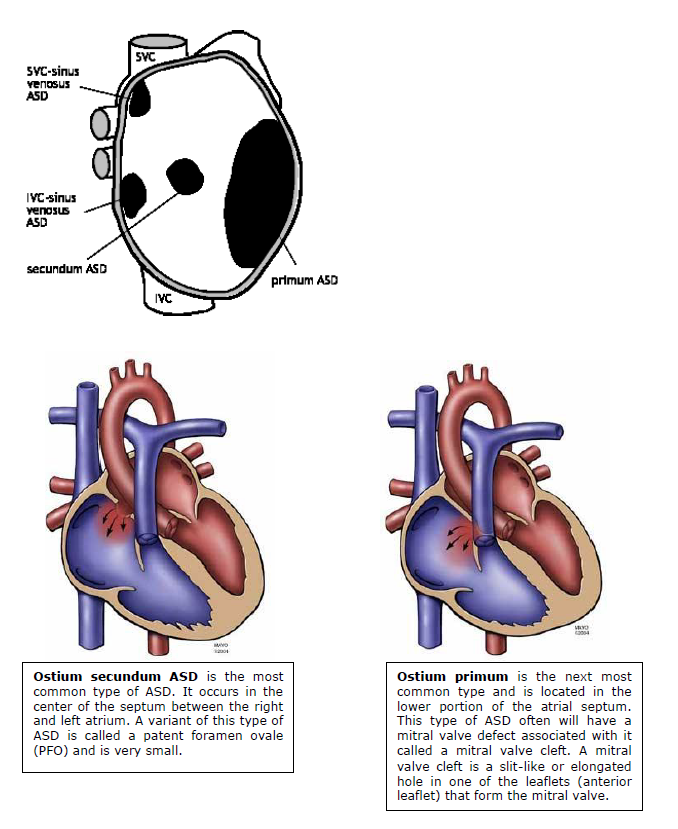 SVC
SVC-sinus
venosus
ASD
IVC-sinus
venosus
ASD
secundum ASD
primum ASD
IVC
MAYO
©2004
MAYO
©2004
Ostium secundum ASD is the most
common type of ASD. It occurs in the
center of the septum between the right
and left atrium. A variant of this type of
ASD is called a patent foramen ovale
(PFO) and is very small.
Ostium primum is the next most
common type and is located in the
lower portion of the atrial septum.
This type of ASD often will have a
mitral valve defect associated with it
called a mitral valve cleft. A mitral
valve cleft is a slit-like or elongated
hole in one of the leaflets (anterior
leaflet) that form the mitral valve.